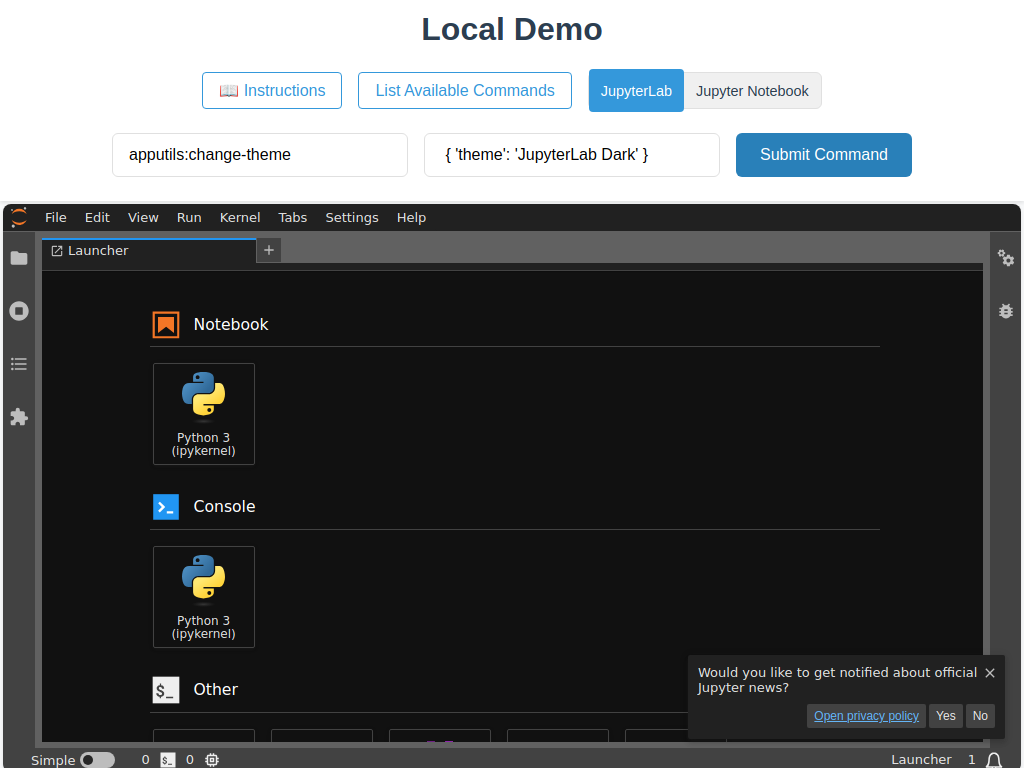 Local Demo
📖 Instructions
List Available Commands
JupyterLab
Jupyter Notebook
apputils:change-theme
{ 'theme': 'JupyterLab Dark' }
Submit Command
File Edit View Run Kernel Tabs Settings Help
Launcher
+
Notebook
Python 3
(ipykernel)
Console
Python 3
(ipykernel)
$_ Other
Would you like to get notified about official
Jupyter news?
Open privacy policy Yes No
Simple 0 $_ 0 Launcher 1